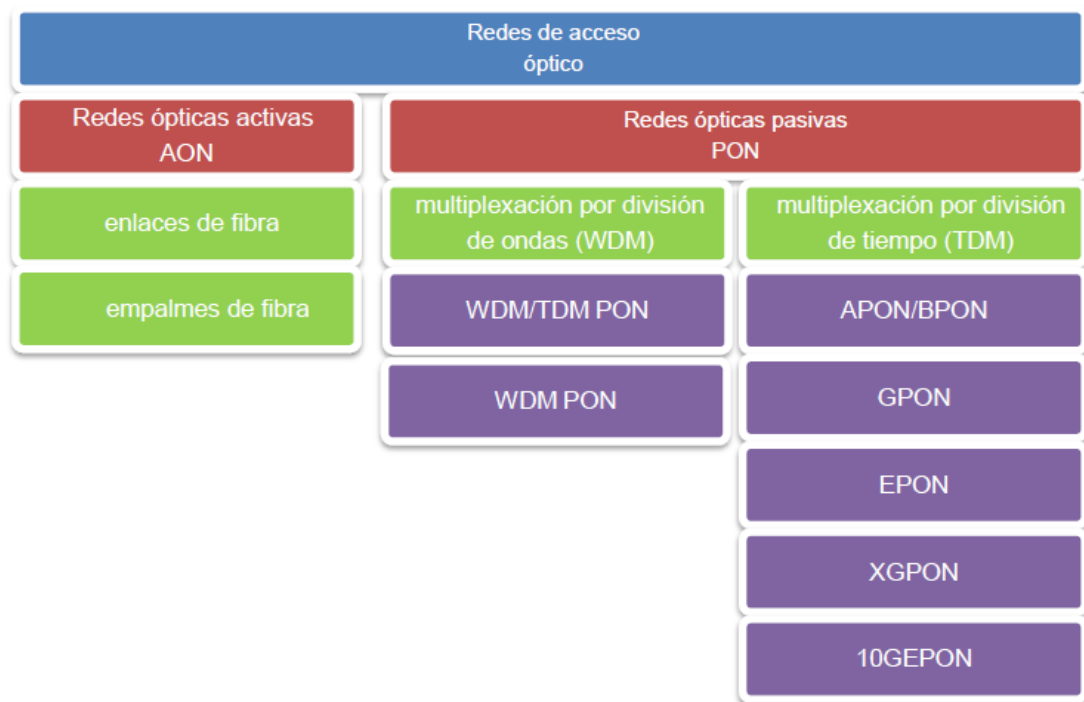 Redes de acceso
óptico
Redes ópticas activas
AON
Redes ópticas pasivas
PON
enlaces de fibra
multiplexación por división
de ondas (WDM)
multiplexación por división
de tiempo (TDM)
empalmes de fibra
WDM/TDM PON
APON/BPON
WDM PON
GPON
EPON
XGPON
10GEPON